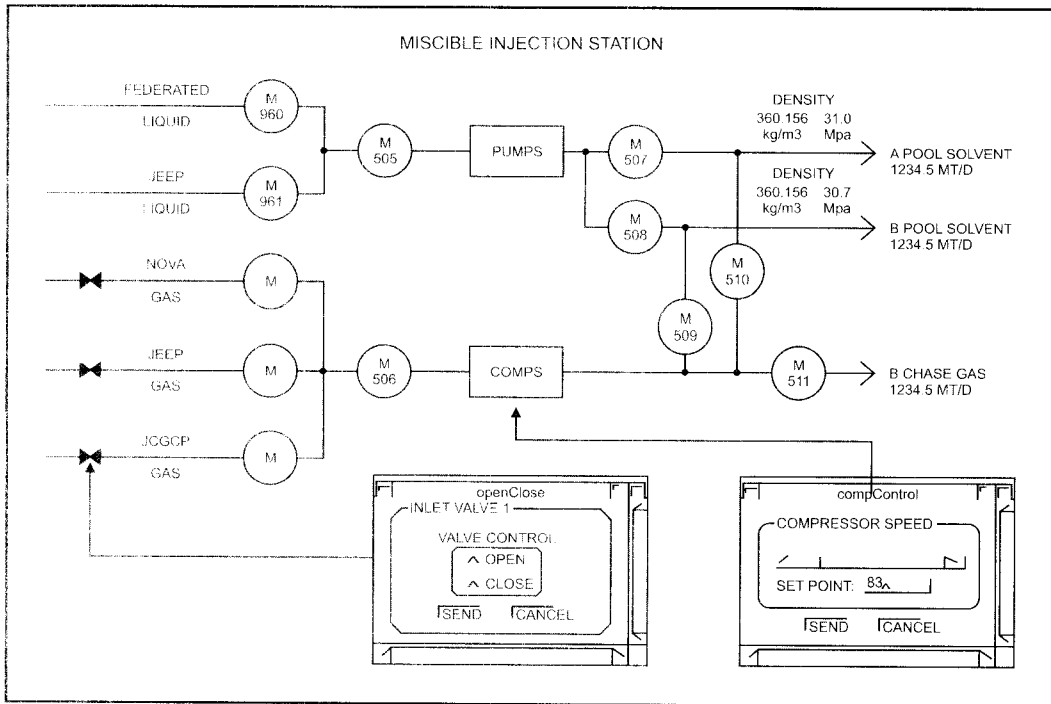 MISCIBLE INJECTION STATION
FEDERATED
LIQUID
M
960
JEEP
LIQUID
M
961
M
505
PUMPS
M
507
M
508
DENSITY
360.156 31.0
kg/m3 Mpa
A POOL SOLVENT
1234.5 MT/D
DENSITY
360.156 30.7
kg/m3 Mpa
B POOL SOLVENT
1234.5 MT/D
NOVA
GAS
M
JEEP
GAS
M
JCGCP
GAS
M
M
506
COMPS
M
509
M
510
M
511
B CHASE GAS
1234.5 MT/D
openClose
INLET VALVE 1
VALVE CONTROL
OPEN
CLOSE
SEND CANCEL
compControl
COMPRESSOR SPEED
SET POINT: 83
SEND CANCEL